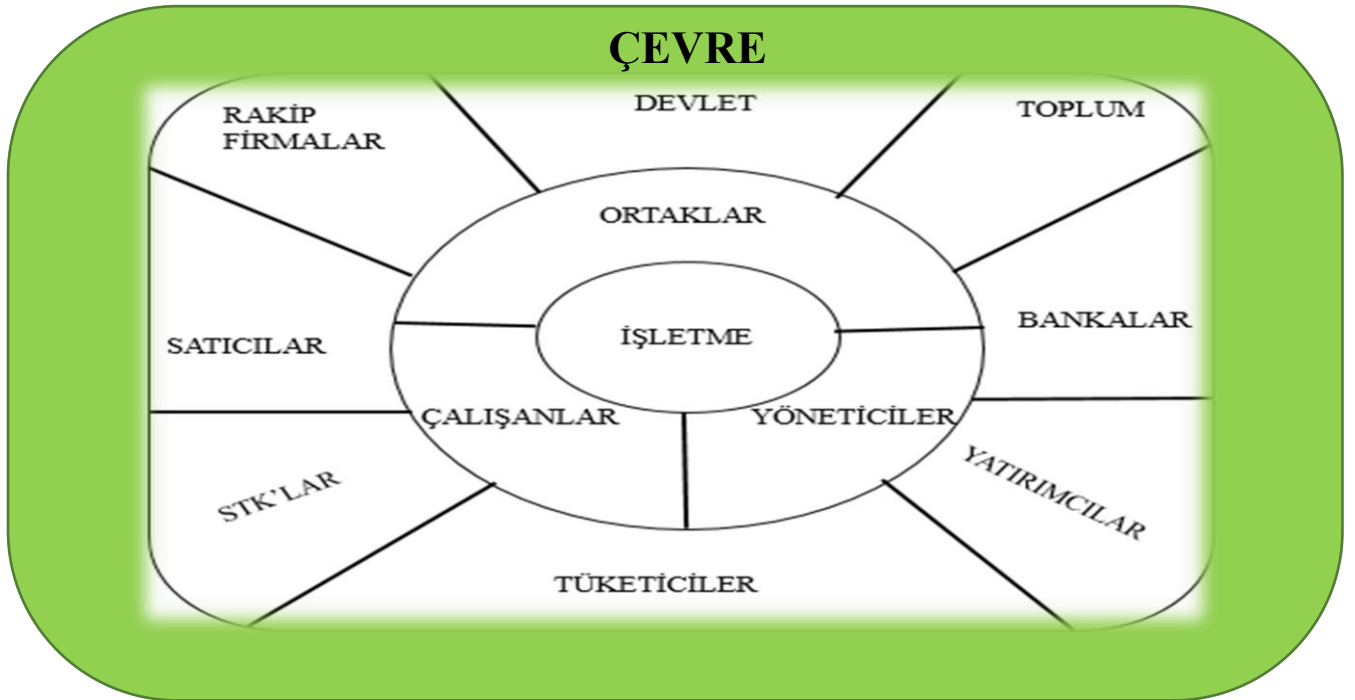 ÇEVRE
RAKİP
FİRMALAR
DEVLET
TOPLUM
ORTAKLAR
SATICILAR
İŞLETME
BANKALAR
ÇALIŞANLAR
YÖNETİCİLER
STK'LAR
YATIRIMCILAR
TÜKETİCİLER